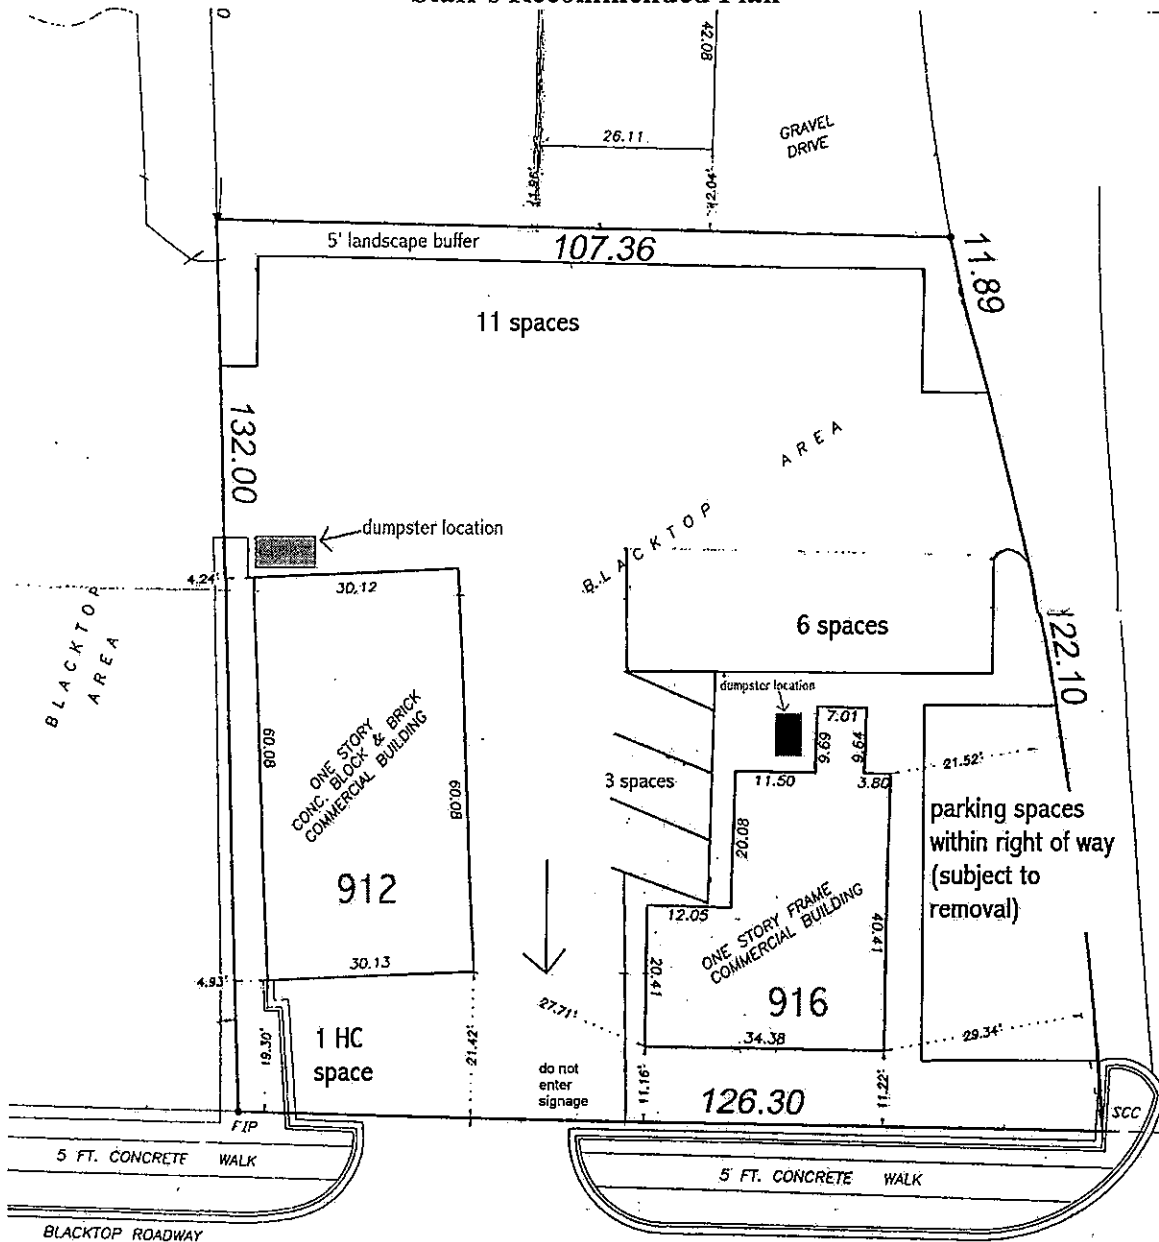 Staff's Recommended Plan
42.08
GRAVEL
DRIVE
26.11
12.04'
5' landscape buffer
107.36
11.89
11 spaces
132.00
BLACKTOP AREA
dumpster location
4.24'
30.12
BLACKTOP
AREA
6 spaces
122.10
dumpster location
7.01
9.69
9.64
21.52'
60.08
ONE STORY
CONC. BLOCK & BRICK
COMMERCIAL BUILDING
60.08
3 spaces
11.50
3.80
20.08
parking spaces
within right of way
(subject to
removal)
912
12.05
ONE STORY FRAME
COMMERCIAL BUILDING
40.41
20.41
30.13
4.93'
916
27.71'
34.38
29.34'
1 HC
space
19.30'
21.42'
do not
enter
signage
11.16'
126.30
11.22'
SCC
FIP
5 FT. CONCRETE WALK
5 FT. CONCRETE WALK
BLACKTOP ROADWAY